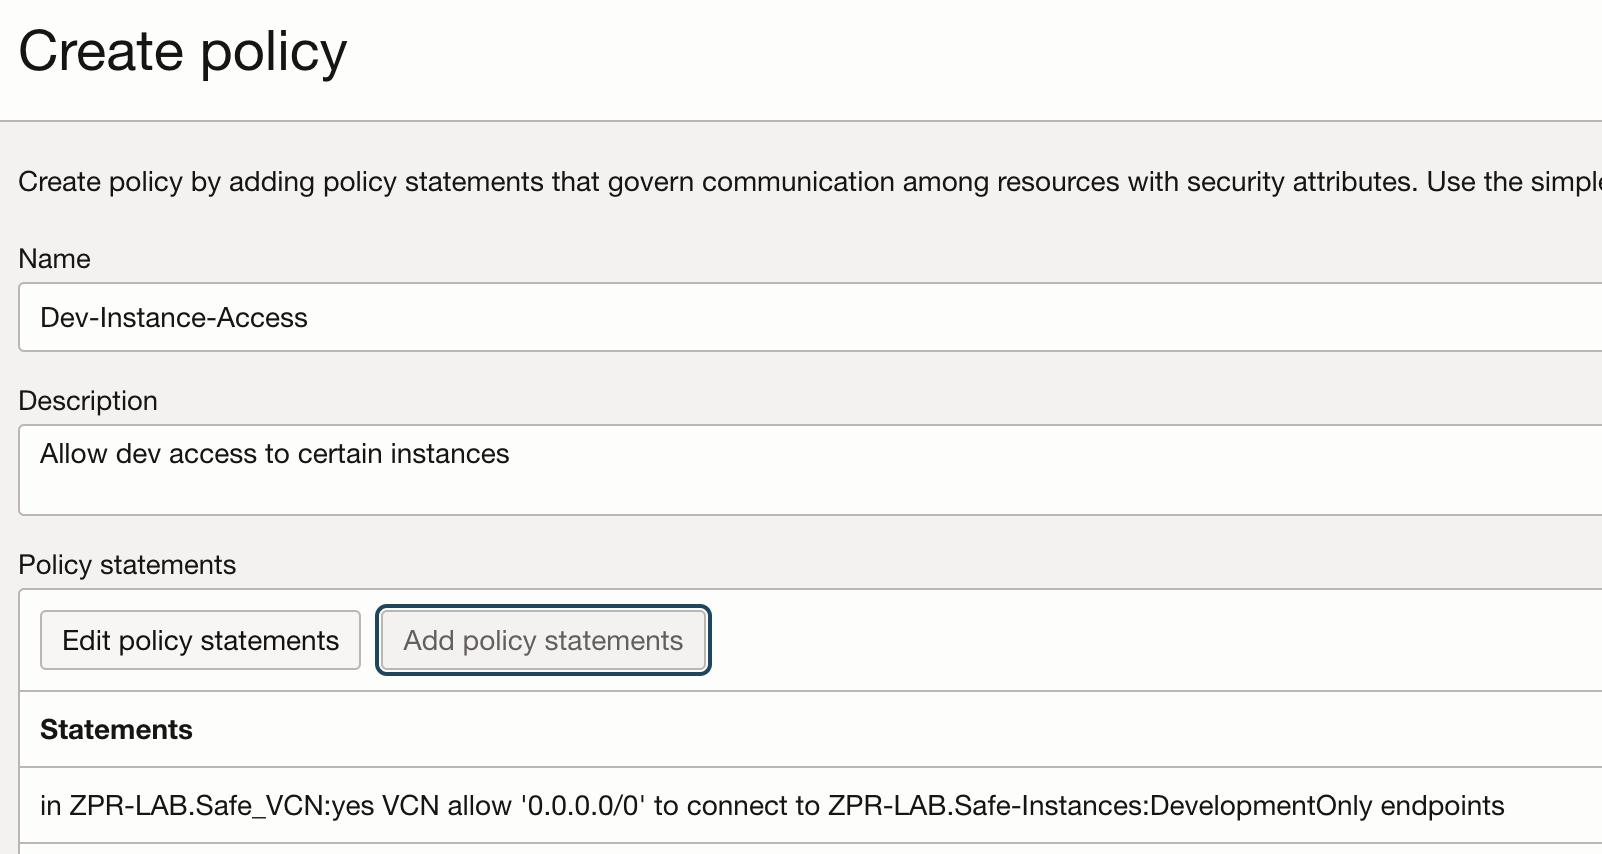 Create policy
Create policy by adding policy statements that govern communication among resources with security attributes. Use the
Name
Dev-Instance-Access
Description
Allow dev access to certain instances
Policy statements
Edit policy statements
Add policy statements
Statements
in ZPR-LAB.Safe_VCN:yes VCN allow '0.0.0.0/0' to connect to ZPR-LAB.Safe-Instances:DevelopmentOnly endpoints